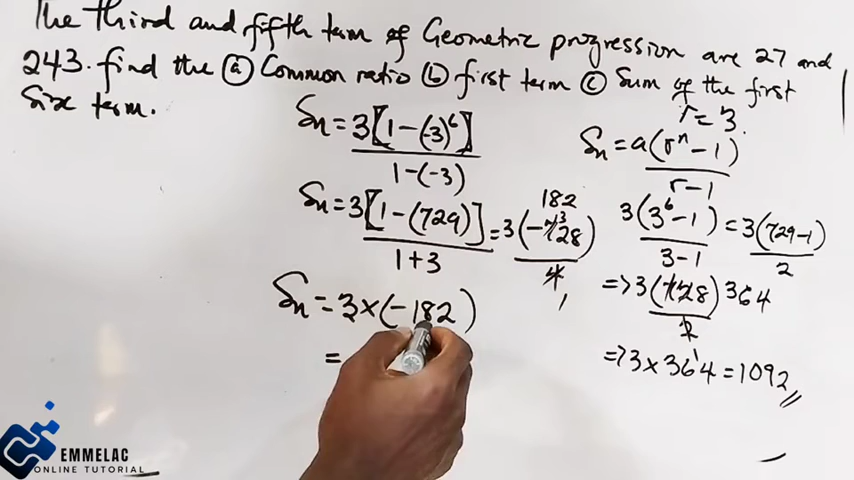 The third and fifth term of Geometric progression are 27 and
243. find the (a) Common ratio (b) first term (c) Sum of the first
Six term.
Sn = 3[1-(-3)^6] / 1-(-3)
Sn = 3[1-(729)] / 1+3 = 3(-728) / 4
182
1
Sn = 3 x (-182)
=
r = 3
Sn = a(r^n - 1) / r-1
3(3^6 - 1) / 3-1 = 3(729-1) / 2
=> 3(728) / 2 364
1
=> 3 x 364 = 1092 //
EMMELAC
ONLINE TUTORIAL